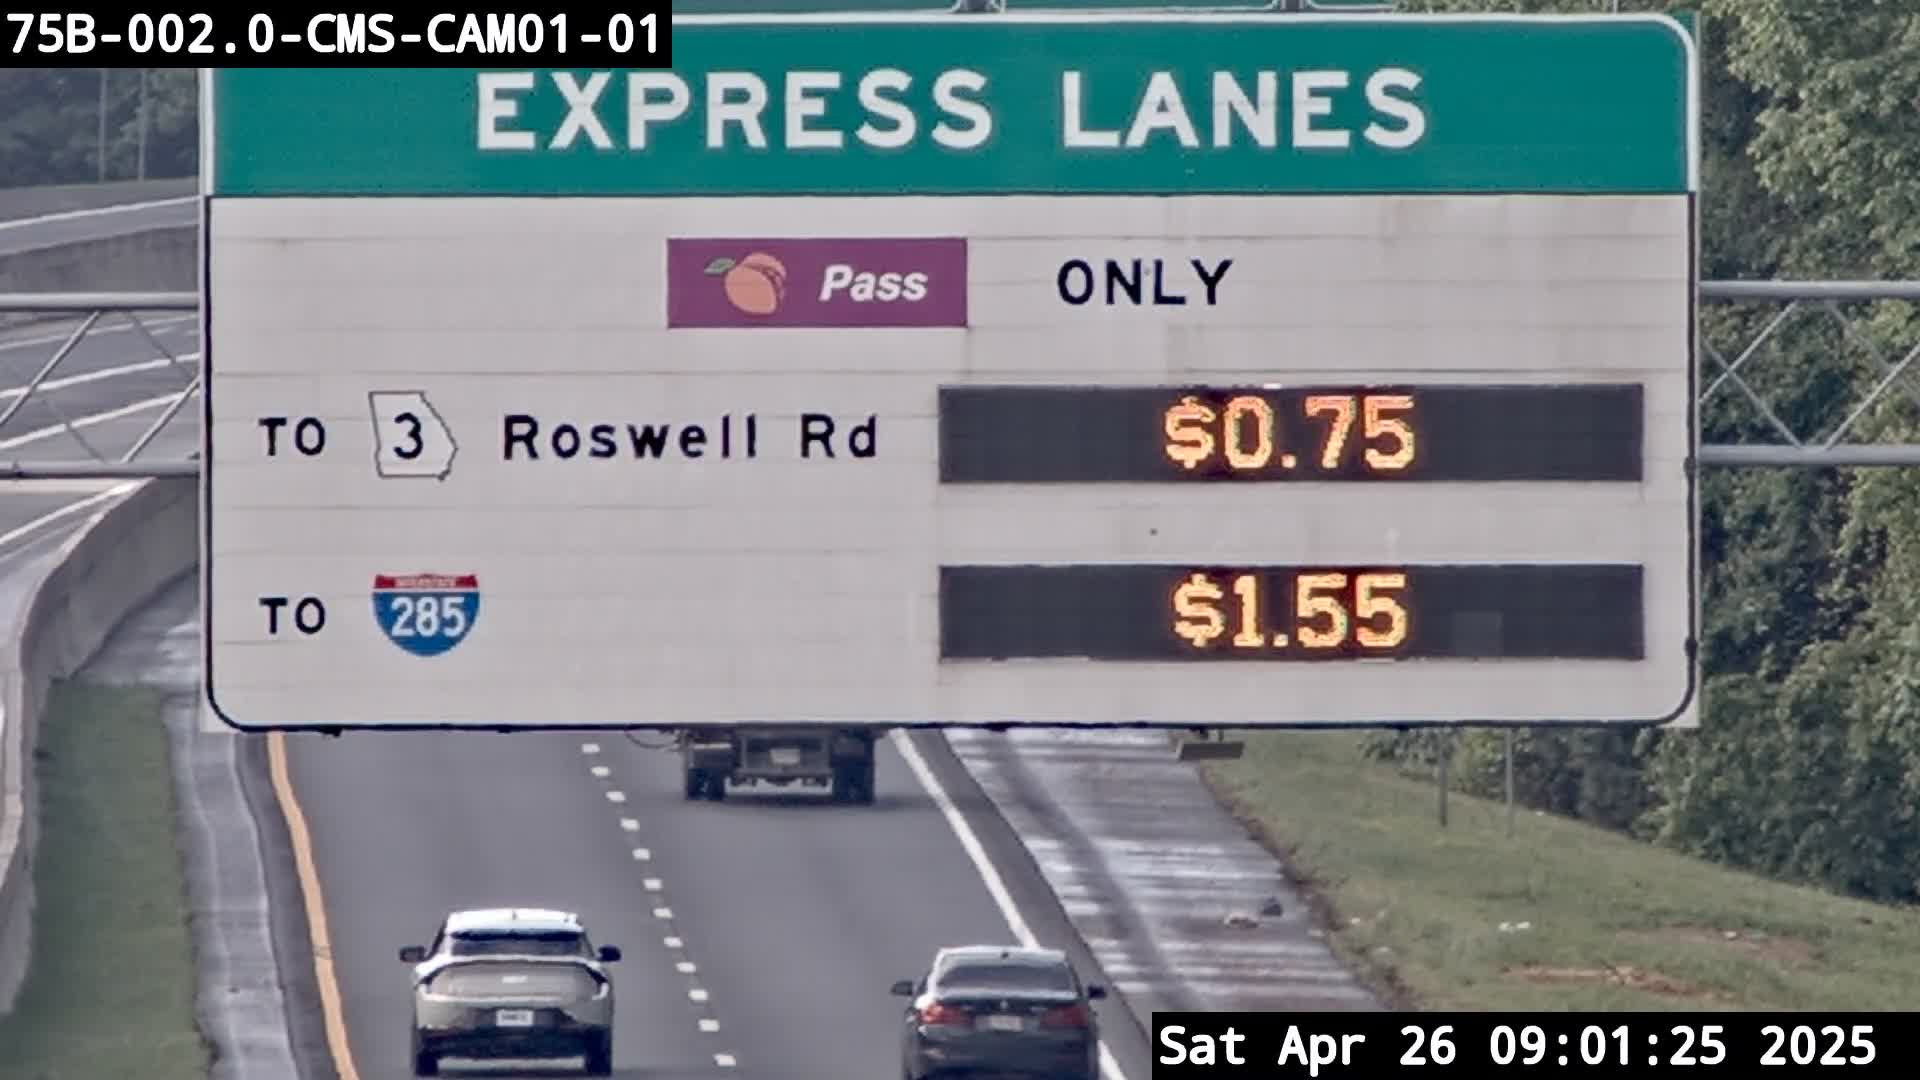 75B-002.0-CMS-CAM01-01
EXPRESS LANES
Pass ONLY
TO 3 Roswell Rd $0.75
INTERSTATE
TO 285 $1.55
Sat Apr 26 09:01:25 2025